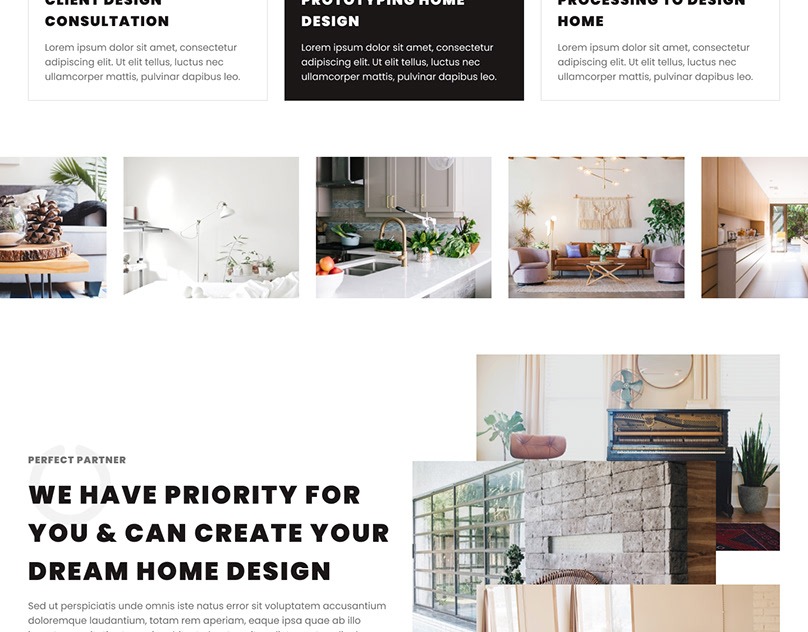 CLIENT DESIGN
CONSULTATION
Lorem ipsum dolor sit amet, consectetur
adipiscing elit. Ut elit tellus, luctus nec
ullamcorper mattis, pulvinar dapibus leo.
PROTOTYPING HOME
DESIGN
Lorem ipsum dolor sit amet, consectetur
adipiscing elit. Ut elit tellus, luctus nec
ullamcorper mattis, pulvinar dapibus leo.
PROCESSING TO DESIGN
HOME
Lorem ipsum dolor sit amet, consectetur
adipiscing elit. Ut elit tellus, luctus nec
ullamcorper mattis, pulvinar dapibus leo.
PERFECT PARTNER
WE HAVE PRIORITY FOR
YOU & CAN CREATE YOUR
DREAM HOME DESIGN
Sed ut perspiciatis unde omnis iste natus error sit voluptatem accusantium
doloremque laudantium, totam rem aperiam, eaque ipsa quae ab illo